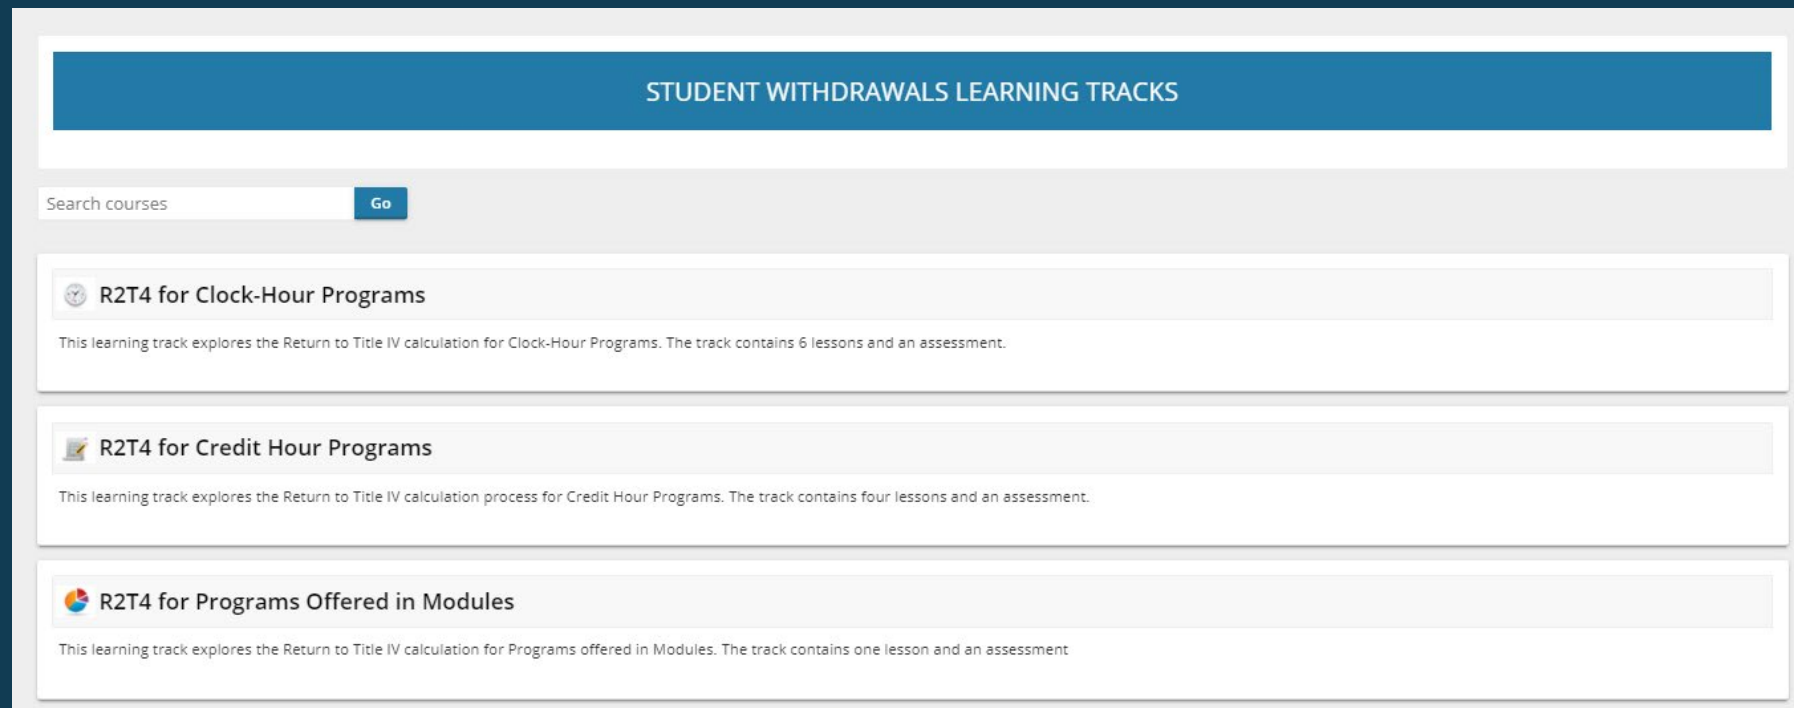 STUDENT WITHDRAWALS LEARNING TRACKS
Search courses
Go
R2T4 for Clock-Hour Programs
This learning track explores the Return to Title IV calculation for Clock-Hour Programs. The track contains 6 lessons and an assessment.
R2T4 for Credit Hour Programs
This learning track explores the Return to Title IV calculation process for Credit Hour Programs. The track contains four lessons and an assessment.
R2T4 for Programs Offered in Modules
This learning track explores the Return to Title IV calculation for Programs offered in Modules. The track contains one lesson and an assessment